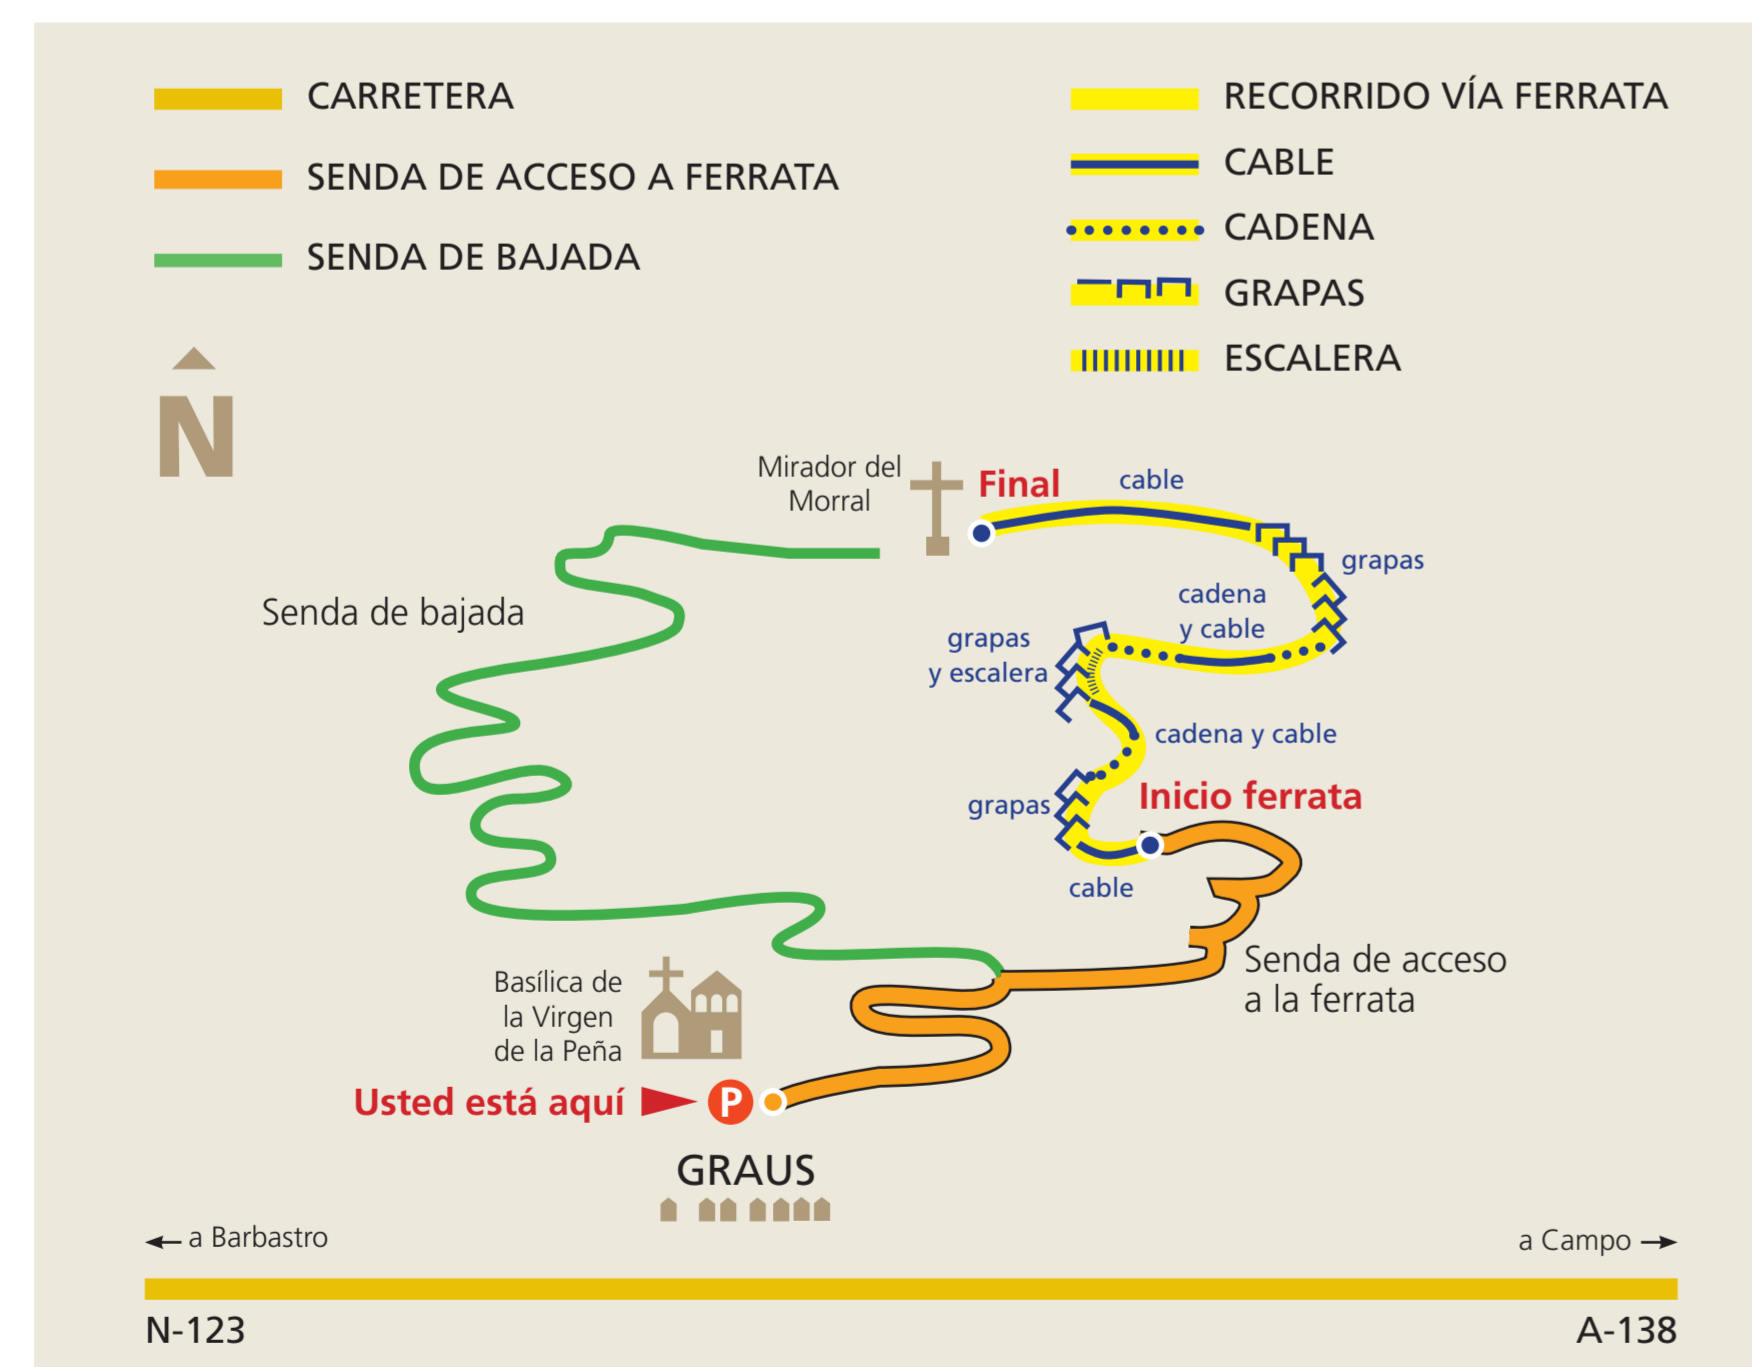 CARRETERA
SENDA DE ACCESO A FERRATA
SENDA DE BAJADA
RECORRIDO VÍA FERRATA
CABLE
CADENA
GRAPAS
ESCALERA
N
Mirador del
Morral
Final
cable
grapas
cadena
y cable
grapas
y escalera
Senda de bajada
cadena y cable
Inicio ferrata
grapas
cable
Senda de acceso
a la ferrata
Basílica de
la Virgen
de la Peña
Usted está aquí
P
GRAUS
a Barbastro
a Campo
N-123
A-138